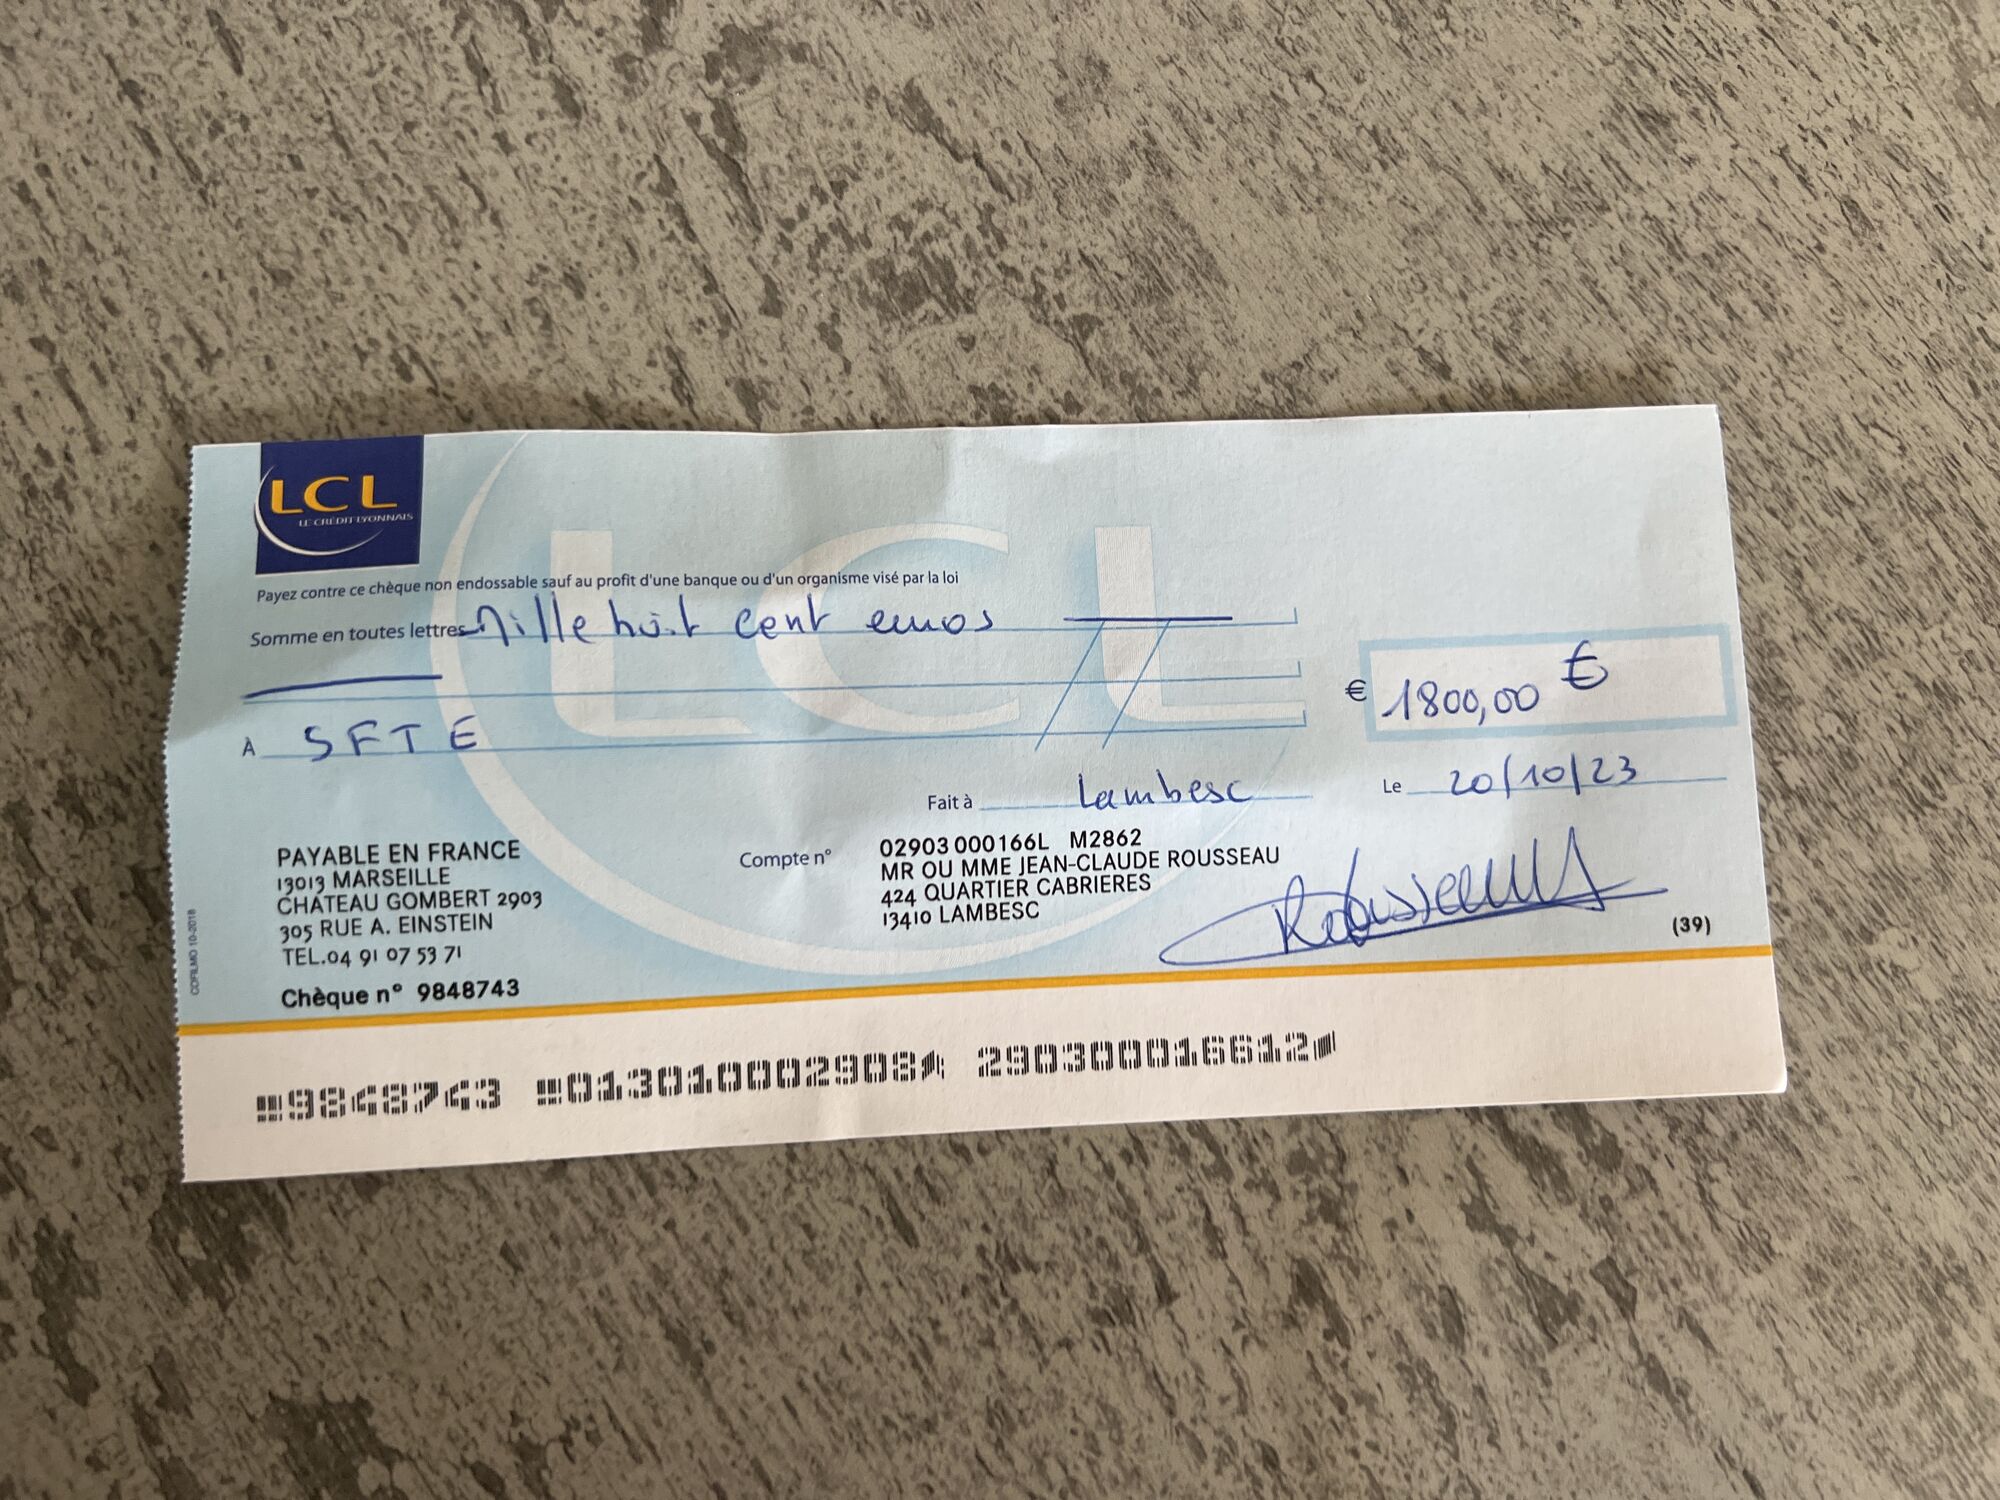 LCL
LE CRÉDIT LYONNAIS
Payez contre ce chèque non endossable sauf au profit d'une banque ou d'un organisme visé par la loi
Somme en toutes lettres Mille huit cent euros
€ 1800,00 €
À SFTE
Fait à Lambesc Le 20/10/23
PAYABLE EN FRANCE
13013 MARSEILLE
CHATEAU GOMBERT 2903
305 RUE A. EINSTEIN
TEL.04 91 07 53 71
Chèque n° 9848743
Compte n° 02903 000166L M2862
MR OU MME JEAN-CLAUDE ROUSSEAU
424 QUARTIER CABRIERES
13410 LAMBESC
Rousseau
(39)
COFILMO 10-2018
9848743 013010002908 290300016612